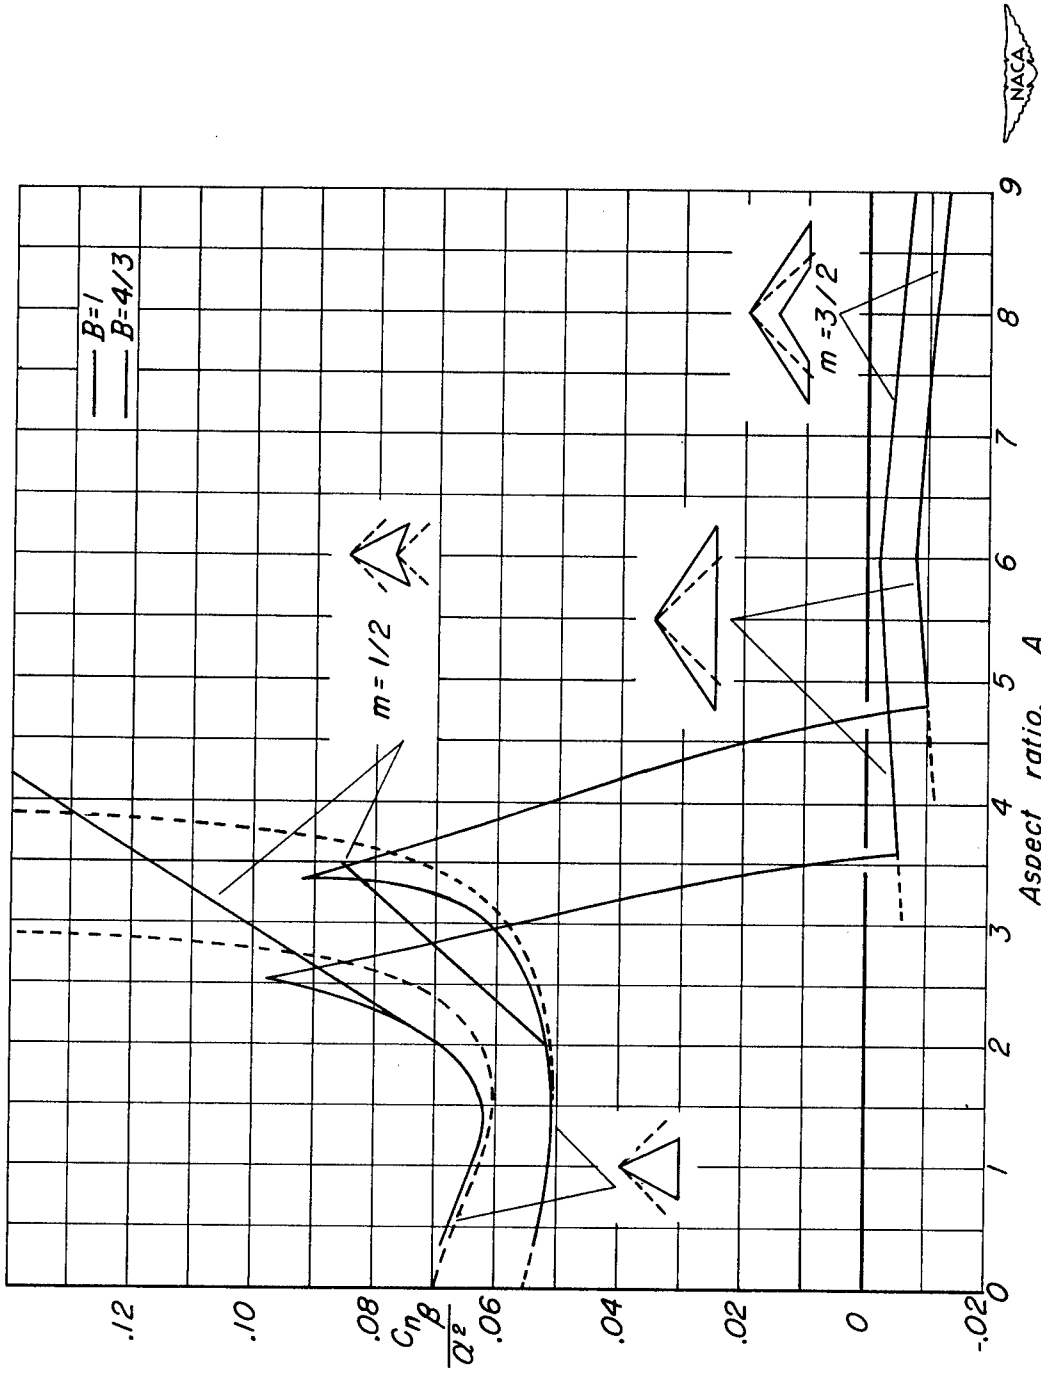 B=1
B=4/3
m = 1/2
m = 3/2
.12
.10
.08
Cnβ
α²
.06
.04
.02
0
-.02
0
1
2
3
4
5
6
7
8
9
Aspect ratio, A
NACA